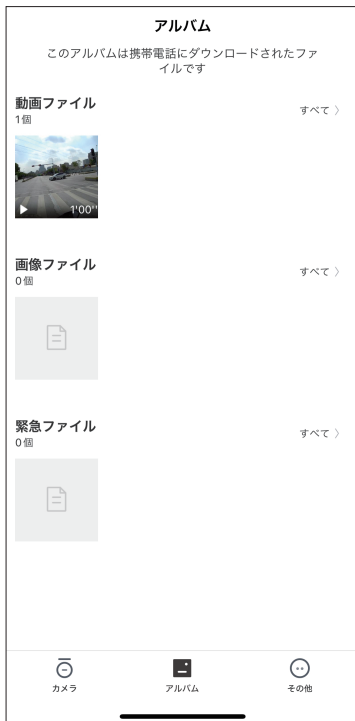 アルバム
このアルバムは携帯電話にダウンロードされたファ
イルです
動画ファイル
すべて 〉
1個
1'00''
画像ファイル
すべて 〉
0個
緊急ファイル
すべて 〉
0個
カメラ
アルバム
その他